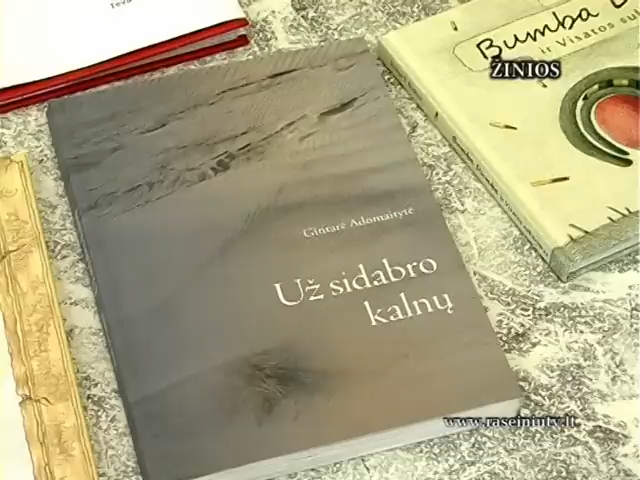 Bumba
ir Visatos
ŽINIOS
Gintarė Adomaitytė
Už sidabro
kalnų
www.raseiniutv.lt